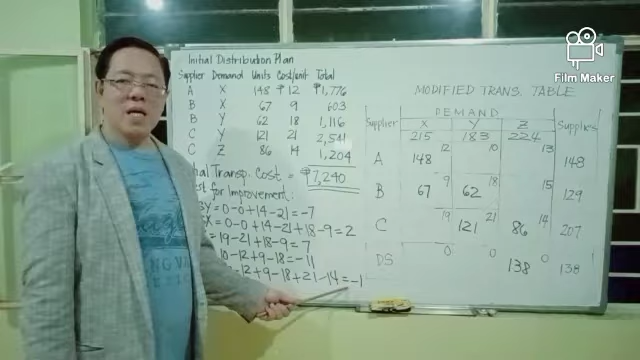 Film Maker
Initial Distribution Plan
Supplier Demand Units Cost/unit Total
A X 148 ₱12 ₱1,776
B X 67 9 603
B Y 62 18 1,116
C Y 121 21 2,541
C Z 86 14 1,204
Transp. Cost = ₱7,240
for Improvement:
Y = 0-0+14-21 = -7
X = 0-0+14-21+18-9 = 2
= 19-21+18-9 = 7
10-12+9-18 = -11
-12+9-18+21-14 = -1
MODIFIED TRANS. TABLE
Supplier DEMAND Supplies
X Y Z
215 183 224
A 148 12 10 13 148
B 67 9 62 18 15 129
C 19 121 21 86 14 207
DS 0 0 138 0 138